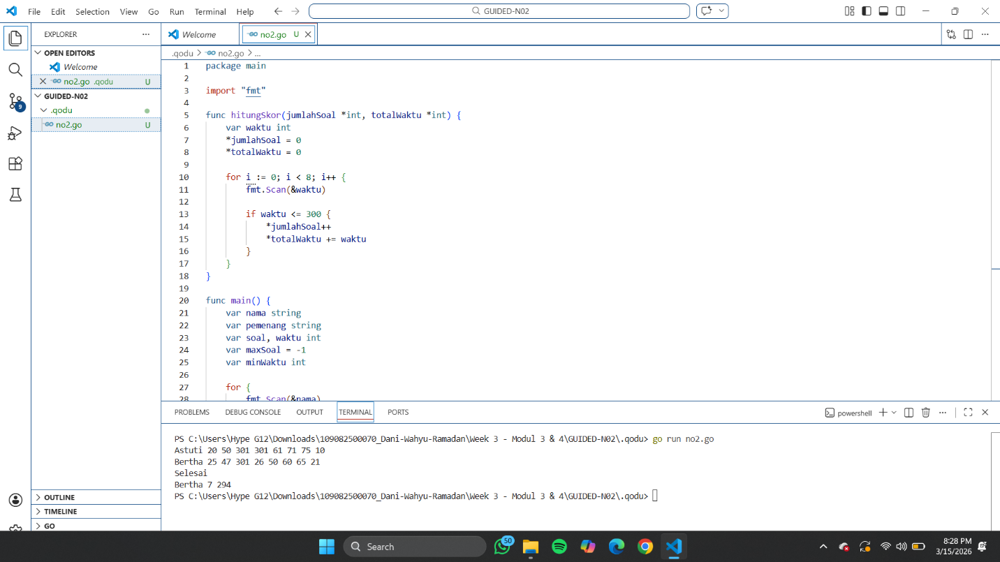 File Edit Selection View Go Run Terminal Help
GUIDED-N02
EXPLORER
OPEN EDITORS
Welcome
no2.go .qodu U
GUIDED-N02
.qodu
no2.go U
9
OUTLINE
TIMELINE
GO
Welcome
no2.go U
.qodu > no2.go > ...
1 package main
2
3 import "fmt"
4
5 func hitungSkor(jumlahSoal *int, totalWaktu *int) {
6 var waktu int
7 *jumlahSoal = 0
8 *totalWaktu = 0
9
10 for i := 0; i < 8; i++ {
11 fmt.Scan(&waktu)
12
13 if waktu <= 300 {
14 *jumlahSoal++
15 *totalWaktu += waktu
16 }
17 }
18 }
19
20 func main() {
21 var nama string
22 var pemenang string
23 var soal, waktu int
24 var maxSoal = -1
25 var minWaktu int
26
27 for {
28 fmt.Scan(&nama)
PROBLEMS DEBUG CONSOLE OUTPUT TERMINAL PORTS
powershell
PS C:\Users\Hype G12\Downloads\109082500070_Dani-Wahyu-Ramadan\Week 3 - Modul 3 & 4\GUIDED-N02\.qodu> go run no2.go
Astuti 20 50 301 301 61 71 75 10
Bertha 25 47 301 26 50 60 65 21
Selesai
Bertha 7 294
PS C:\Users\Hype G12\Downloads\109082500070_Dani-Wahyu-Ramadan\Week 3 - Modul 3 & 4\GUIDED-N02\.qodu>
Search
50
8:28 PM
3/15/2026